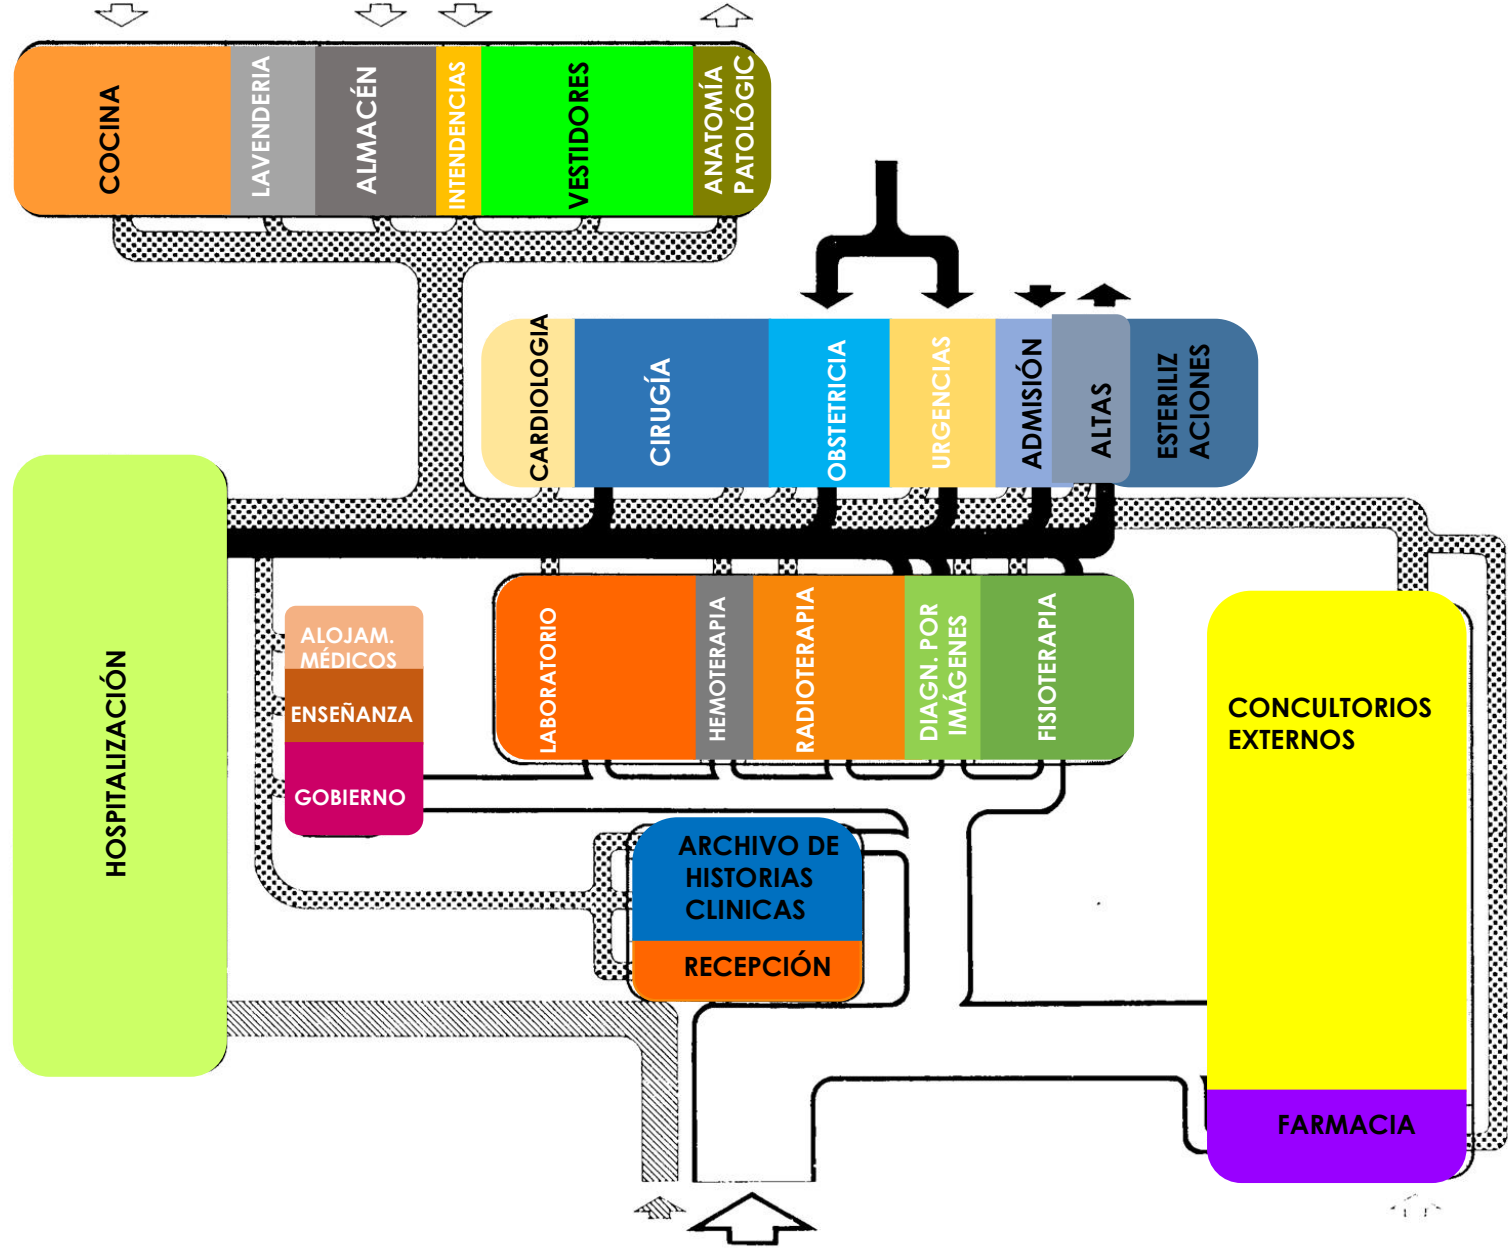 COCINA
LAVENDERIA
ALMACÉN
INTENDENCIAS
VESTIDORES
ANATOMÍA
PATOLÓGIC
CARDIOLOGIA
CIRUGÍA
OBSTETRICIA
URGENCIAS
ADMISIÓN
ALTAS
ESTERILIZ
ACIONES
HOSPITALIZACIÓN
ALOJAM.
MÉDICOS
ENSEÑANZA
GOBIERNO
LABORATORIO
HEMOTERAPIA
RADIOTERAPIA
DIAGN. POR
IMÁGENES
FISIOTERAPIA
CONCULTORIOS
EXTERNOS
ARCHIVO DE
HISTORIAS
CLINICAS
RECEPCIÓN
FARMACIA